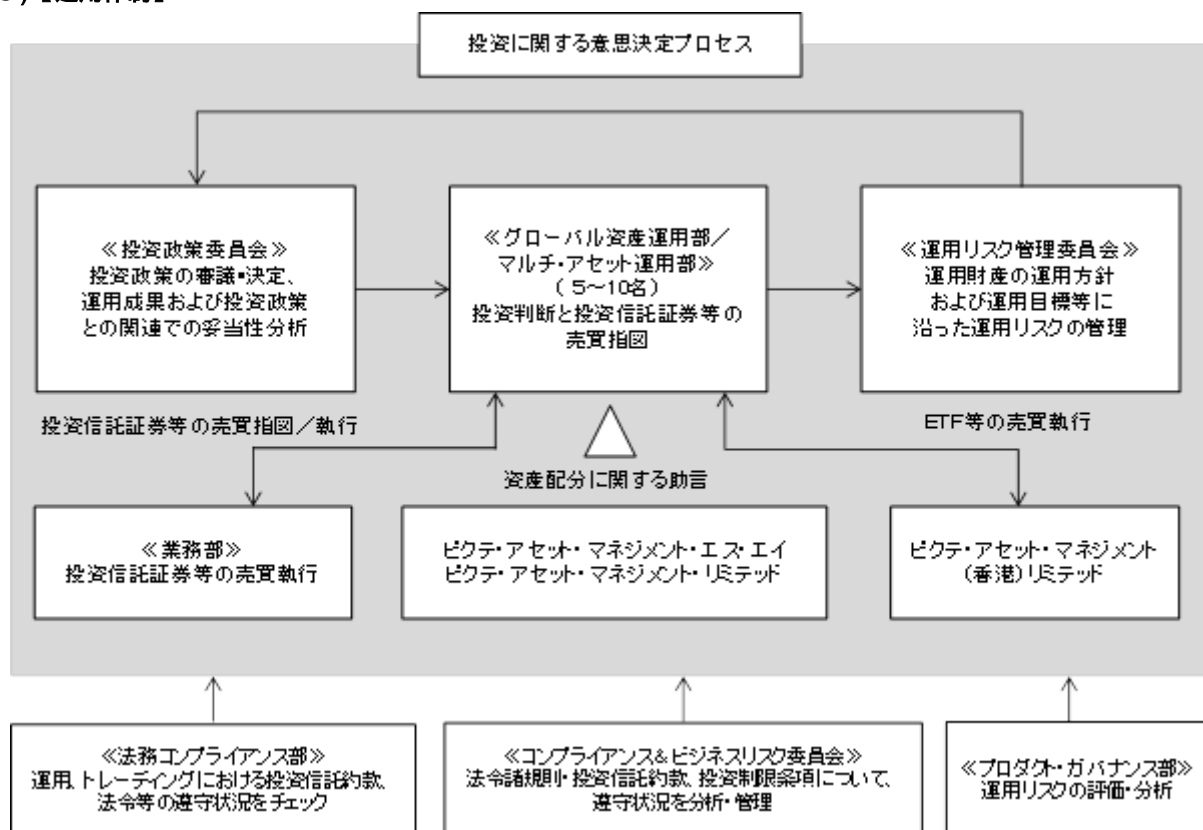 投資に関する意思決定プロセス
≪投資政策委員会≫
投資政策の審議・決定、
運用成果および投資政策
との関連での妥当性分析
≪グローバル資産運用部／
マルチ・アセット運用部≫
（5～10名）
投資判断と投資信託証券等の
売買指図
≪運用リスク管理委員会≫
運用財産の運用方針
および運用目標等に
沿った運用リスクの管理
投資信託証券等の売買指図／執行
ETF等の売買執行
資産配分に関する助言
≪業務部≫
投資信託証券等の売買執行
ピクテ・アセット・マネジメント・エス・エイ
ピクテ・アセット・マネジメント・リミテッド
ピクテ・アセット・マネジメント
(香港)リミテッド
≪法務コンプライアンス部≫
運用、トレーディングにおける投資信託約款、
法令等の遵守状況をチェック
≪コンプライアンス&ビジネスリスク委員会≫
法令諸規則・投資信託約款、投資制限条項について、
遵守状況を分析・管理
≪プロダクト・ガバナンス部≫
運用リスクの評価・分析